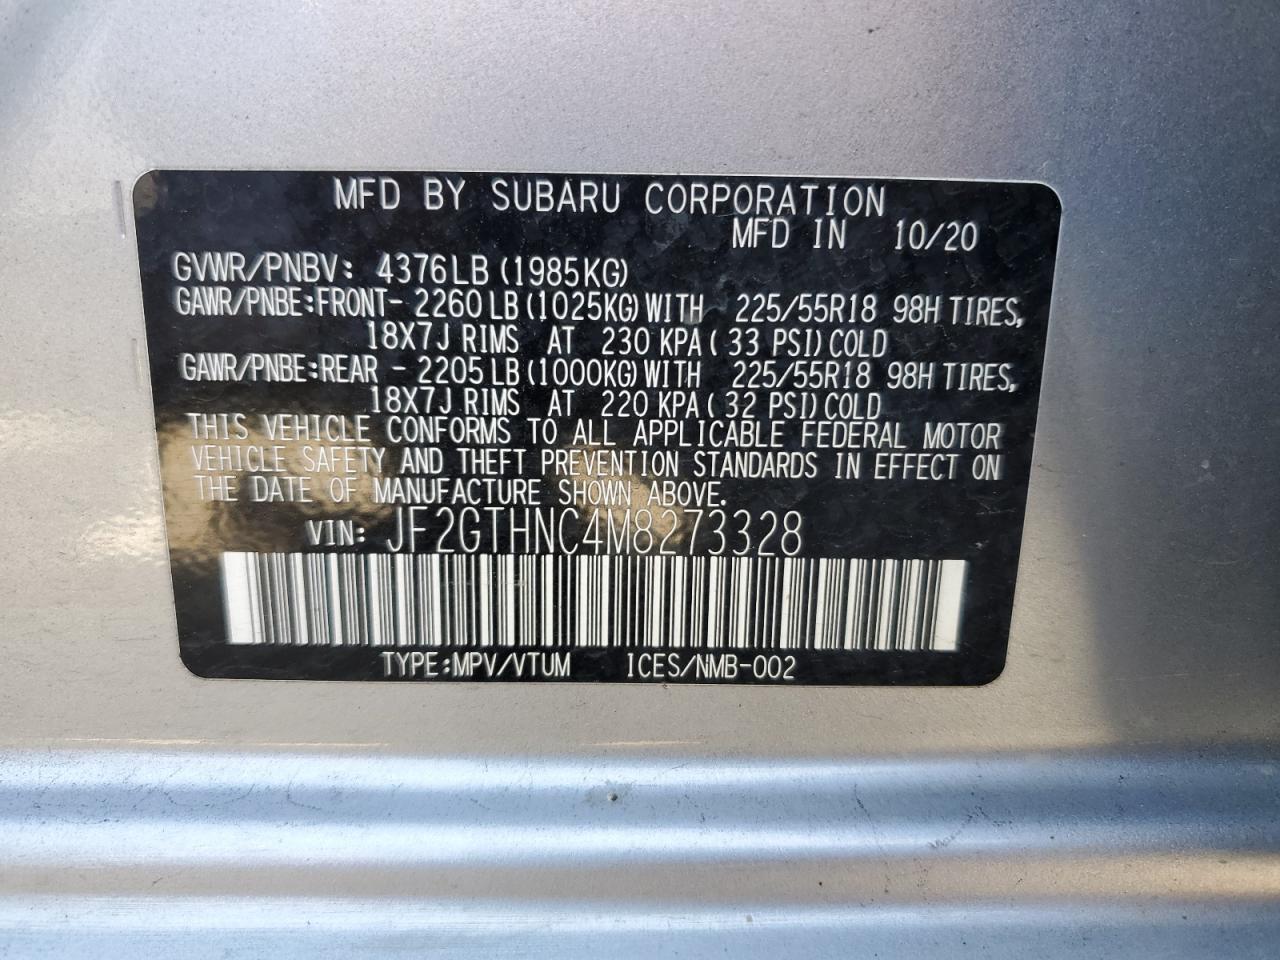 MFD BY SUBARU CORPORATION
MFD IN 10/20
GVWR/PNBV: 4376LB (1985KG)
GAWR/PNBE:FRONT- 2260 LB (1025KG) WITH 225/55R18 98H TIRES,
18X7J RIMS AT 230 KPA ( 33 PSI) COLD
GAWR/PNBE:REAR - 2205 LB (1000KG) WITH 225/55R18 98H TIRES,
18X7J RIMS AT 220 KPA ( 32 PSI) COLD
THIS VEHICLE CONFORMS TO ALL APPLICABLE FEDERAL MOTOR
VEHICLE SAFETY AND THEFT PREVENTION STANDARDS IN EFFECT ON
THE DATE OF MANUFACTURE SHOWN ABOVE.
VIN: JF2GTHNC4M8273328
TYPE:MPV/VTUM ICES/NMB-002